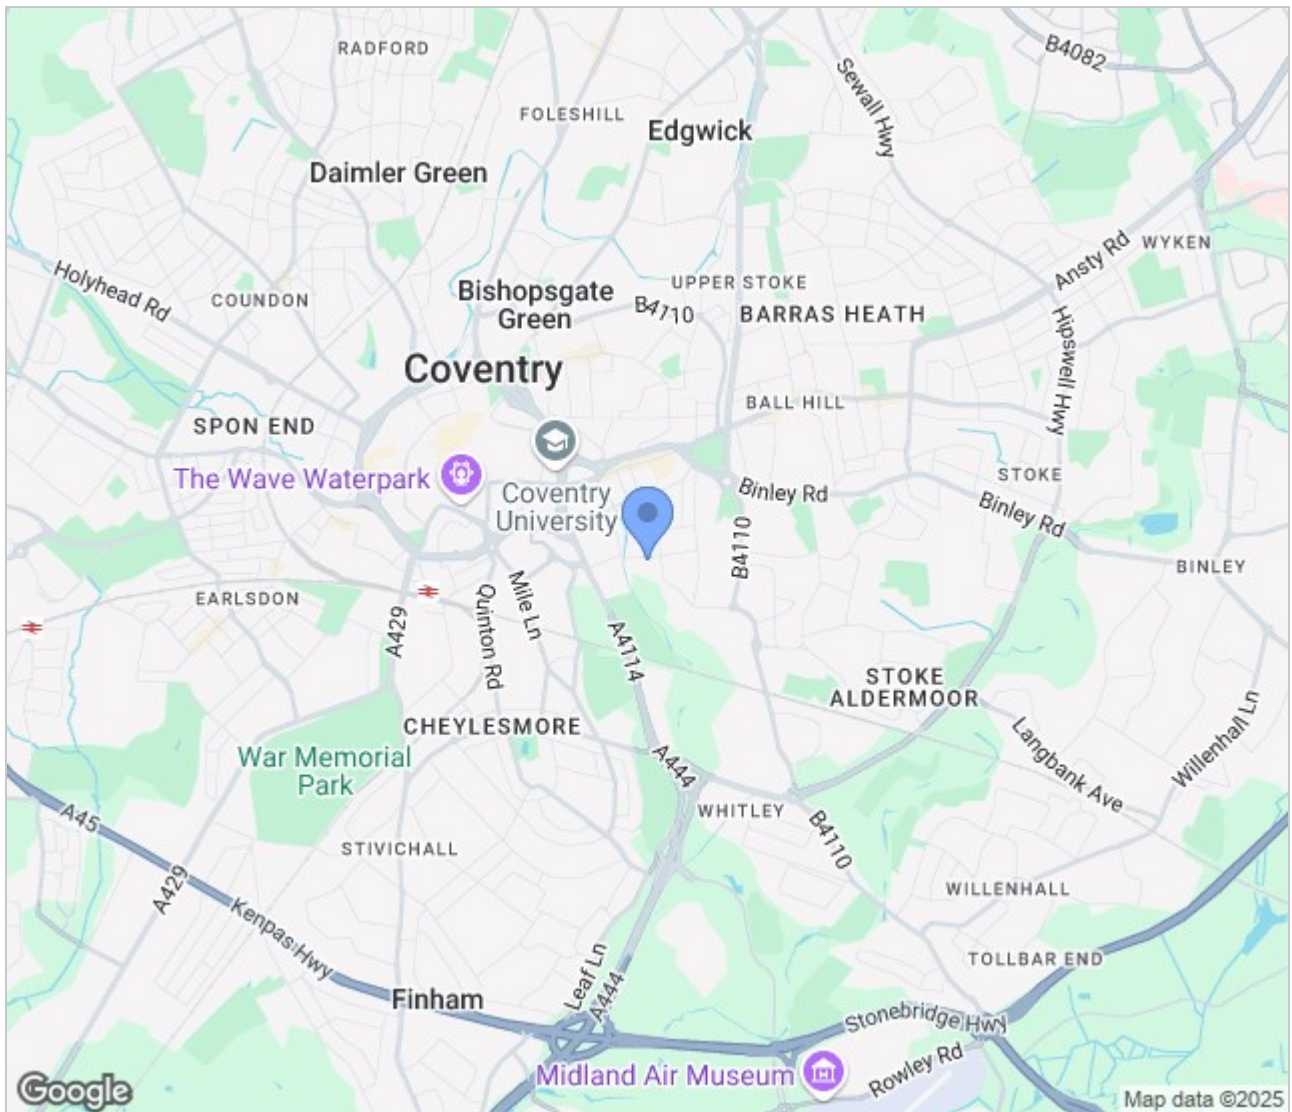 RADFORD
B4082
Sewall Hwy
FOLESHILL
Edgwick
Daimler Green
WYKEN
Ansty Rd
Holyhead Rd
COUNDON
Bishopsgate
Green
UPPER STOKE
B4110
BARRAS HEATH
Hipswell Hwy
Coventry
BALL HILL
SPON END
The Wave Waterpark
Coventry
University
STOKE
Binley Rd
Binley Rd
B4110
BINLEY
EARLSDON
A429
Quinton Rd
Mile Ln
A4114
STOKE
ALDERMOOR
CHEYLESMORE
War Memorial
Park
A444
Langbank Ave
Willenhall Ln
WHITLEY
B4110
A45
STIVICHALL
A429
WILLENHALL
Kenpas Hwy
TOLLBAR END
Leaf Ln
A444
Finham
Stonebridge Hwy
Midland Air Museum
Rowley Rd
Google
Map data ©2025